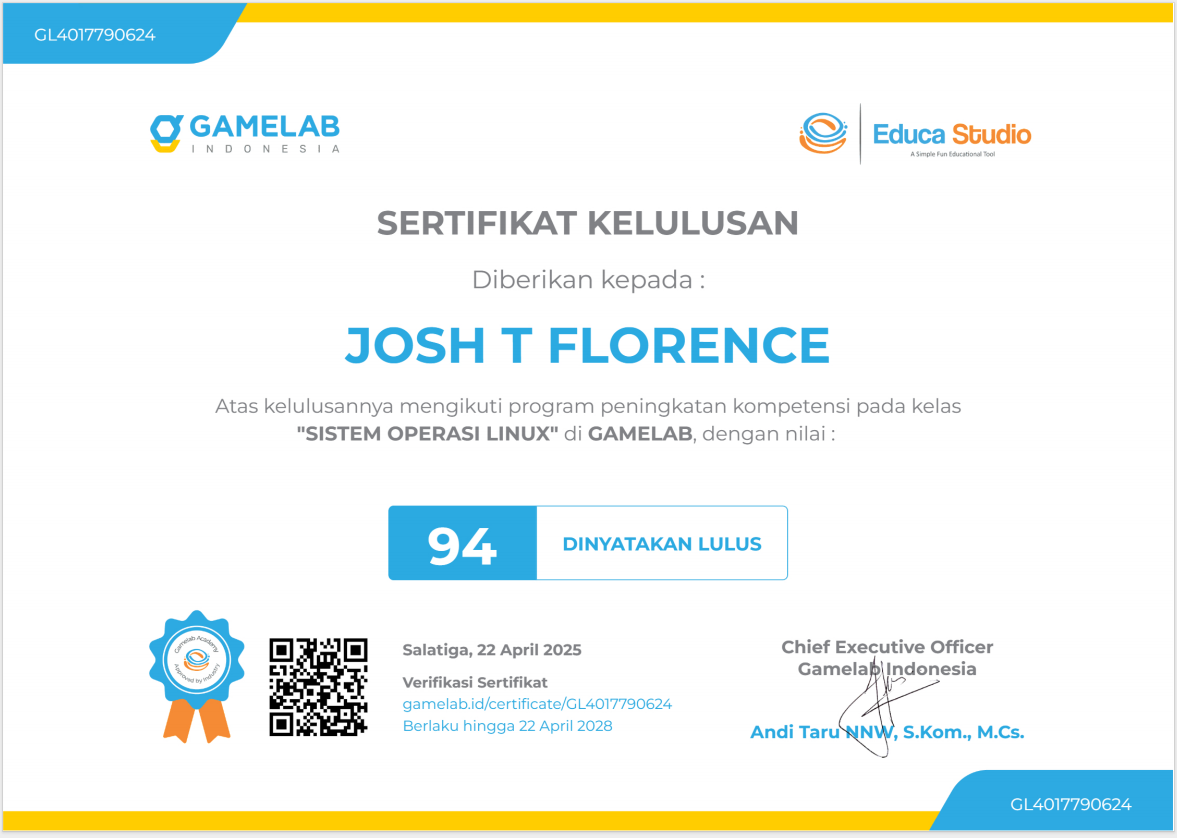 GL4017790624
GAMELAB
INDONESIA
Educa Studio
A Simple Fun Educational Tool
SERTIFIKAT KELULUSAN
Diberikan kepada :
JOSH T FLORENCE
Atas kelulusannya mengikuti program peningkatan kompetensi pada kelas
"SISTEM OPERASI LINUX" di GAMELAB, dengan nilai :
94
DINYATAKAN LULUS
Gamelab Academy
Approved by Industry
Salatiga, 22 April 2025
Verifikasi Sertifikat
gamelab.id/certificate/GL4017790624
Berlaku hingga 22 April 2028
Chief Executive Officer
Gamelab Indonesia
Andi Taru NNW, S.Kom., M.Cs.
GL4017790624